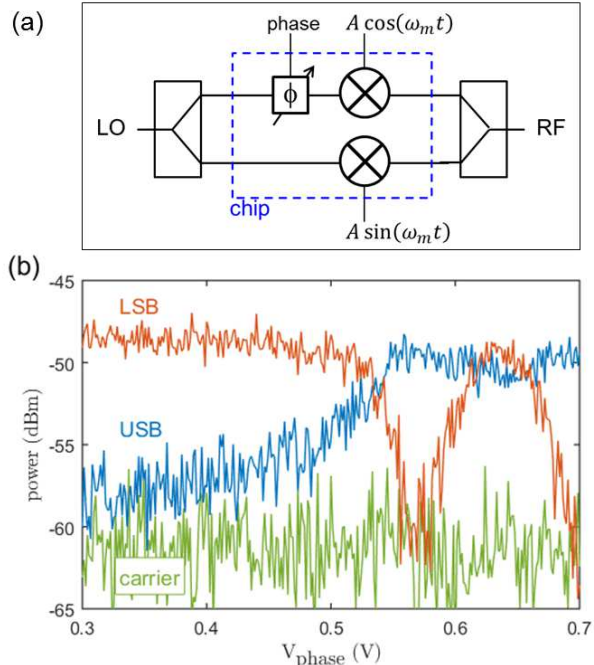 (a)
phase
A cos(ω_m t)
LO
ϕ
RF
chip
A sin(ω_m t)
(b)
-45
LSB
-50
power (dBm)
USB
-55
-60
carrier
-65
0.3 0.4 0.5 0.6 0.7
V_phase (V)